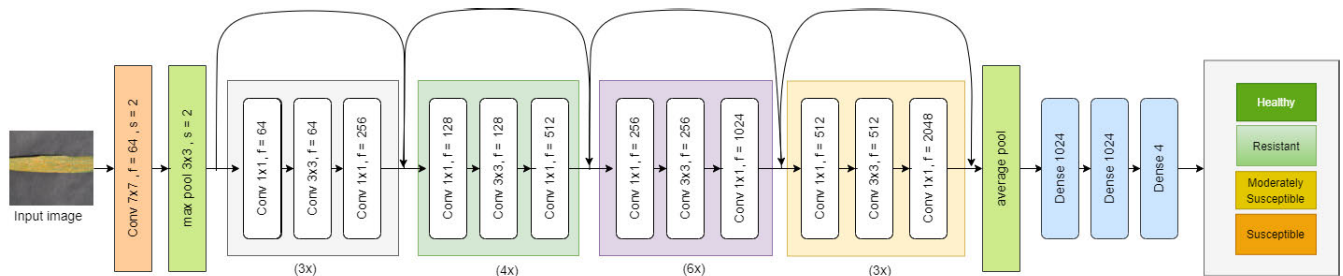 Input image
Conv 7x7 , f = 64 , s = 2
max pool 3x3, s = 2
Conv 1x1, f = 64
Conv 3x3, f = 64
Conv 1x1, f = 256
(3x)
Conv 1x1, f = 128
Conv 3x3, f = 128
Conv 1x1, f = 512
(4x)
Conv 1x1, f = 256
Conv 3x3, f = 256
Conv 1x1, f = 1024
(6x)
Conv 1x1, f = 512
Conv 3x3, f = 512
Conv 1x1, f = 2048
(3x)
average pool
Dense 1024
Dense 1024
Dense 4
Healthy
Resistant
Moderately
Susceptible
Susceptible